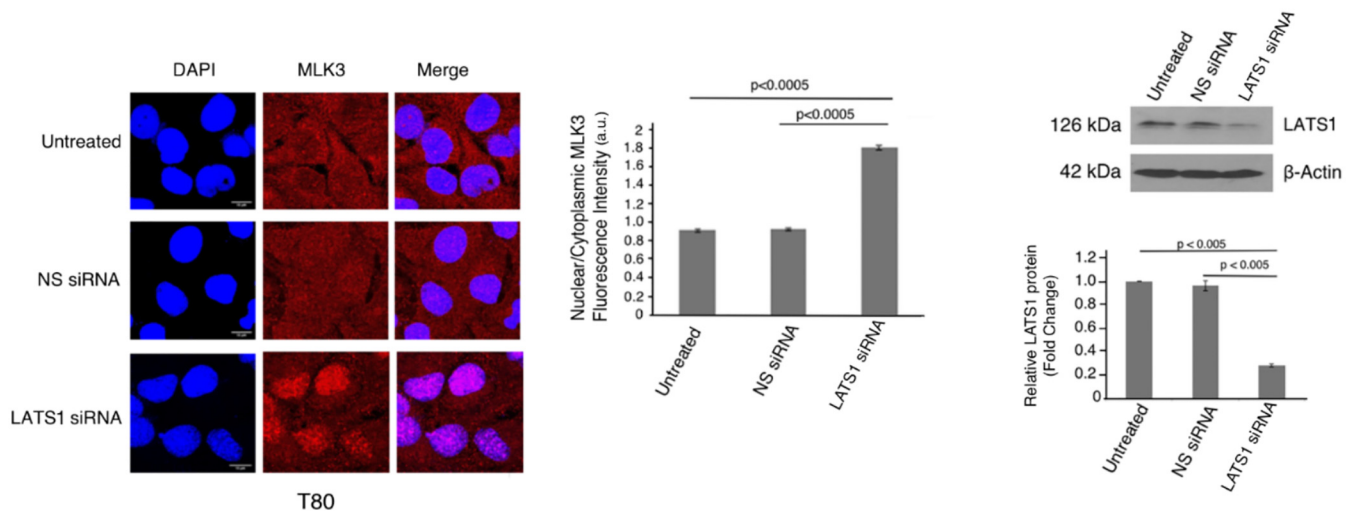 DAPI
MLK3
Merge
Untreated
NS siRNA
LATS1 siRNA
T80
p<0.0005
p<0.0005
Nuclear/Cytoplasmic MLK3
Fluorescence Intensity (a.u.)
2
1.8
1.6
1.4
1.2
1.0
0.8
0.6
0.4
0.2
0
Untreated
NS siRNA
LATS1 siRNA
Untreated
NS siRNA
LATS1 siRNA
126 kDa
LATS1
42 kDa
β-Actin
p < 0.005
p < 0.005
Relative LATS1 protein
(Fold Change)
1.2
1.0
0.8
0.6
0.4
0.2
0
Untreated
NS siRNA
LATS1 siRNA